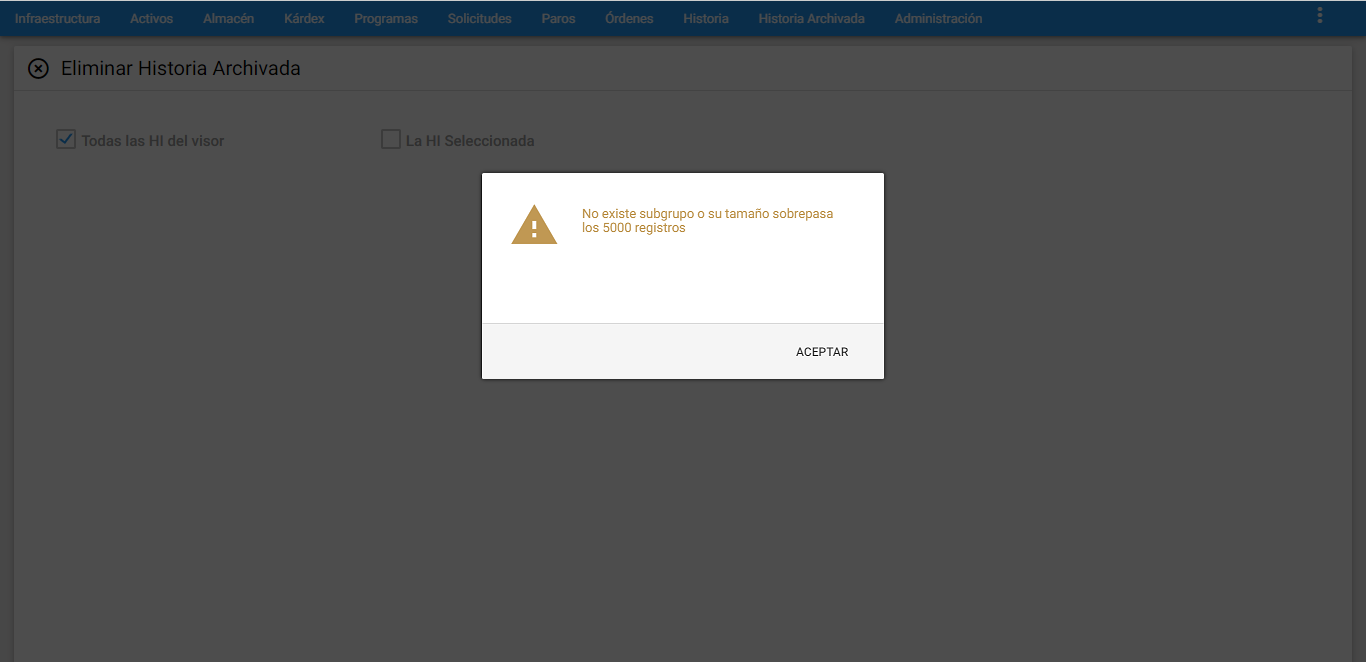 Infraestructura Activos Almacén Kárdex Programas Solicitudes Paros Órdenes Historia Historia Archivada Administración
Eliminar Historia Archivada
Todas las HI del visor La HI Seleccionada
No existe subgrupo o su tamaño sobrepasa
los 5000 registros
ACEPTAR